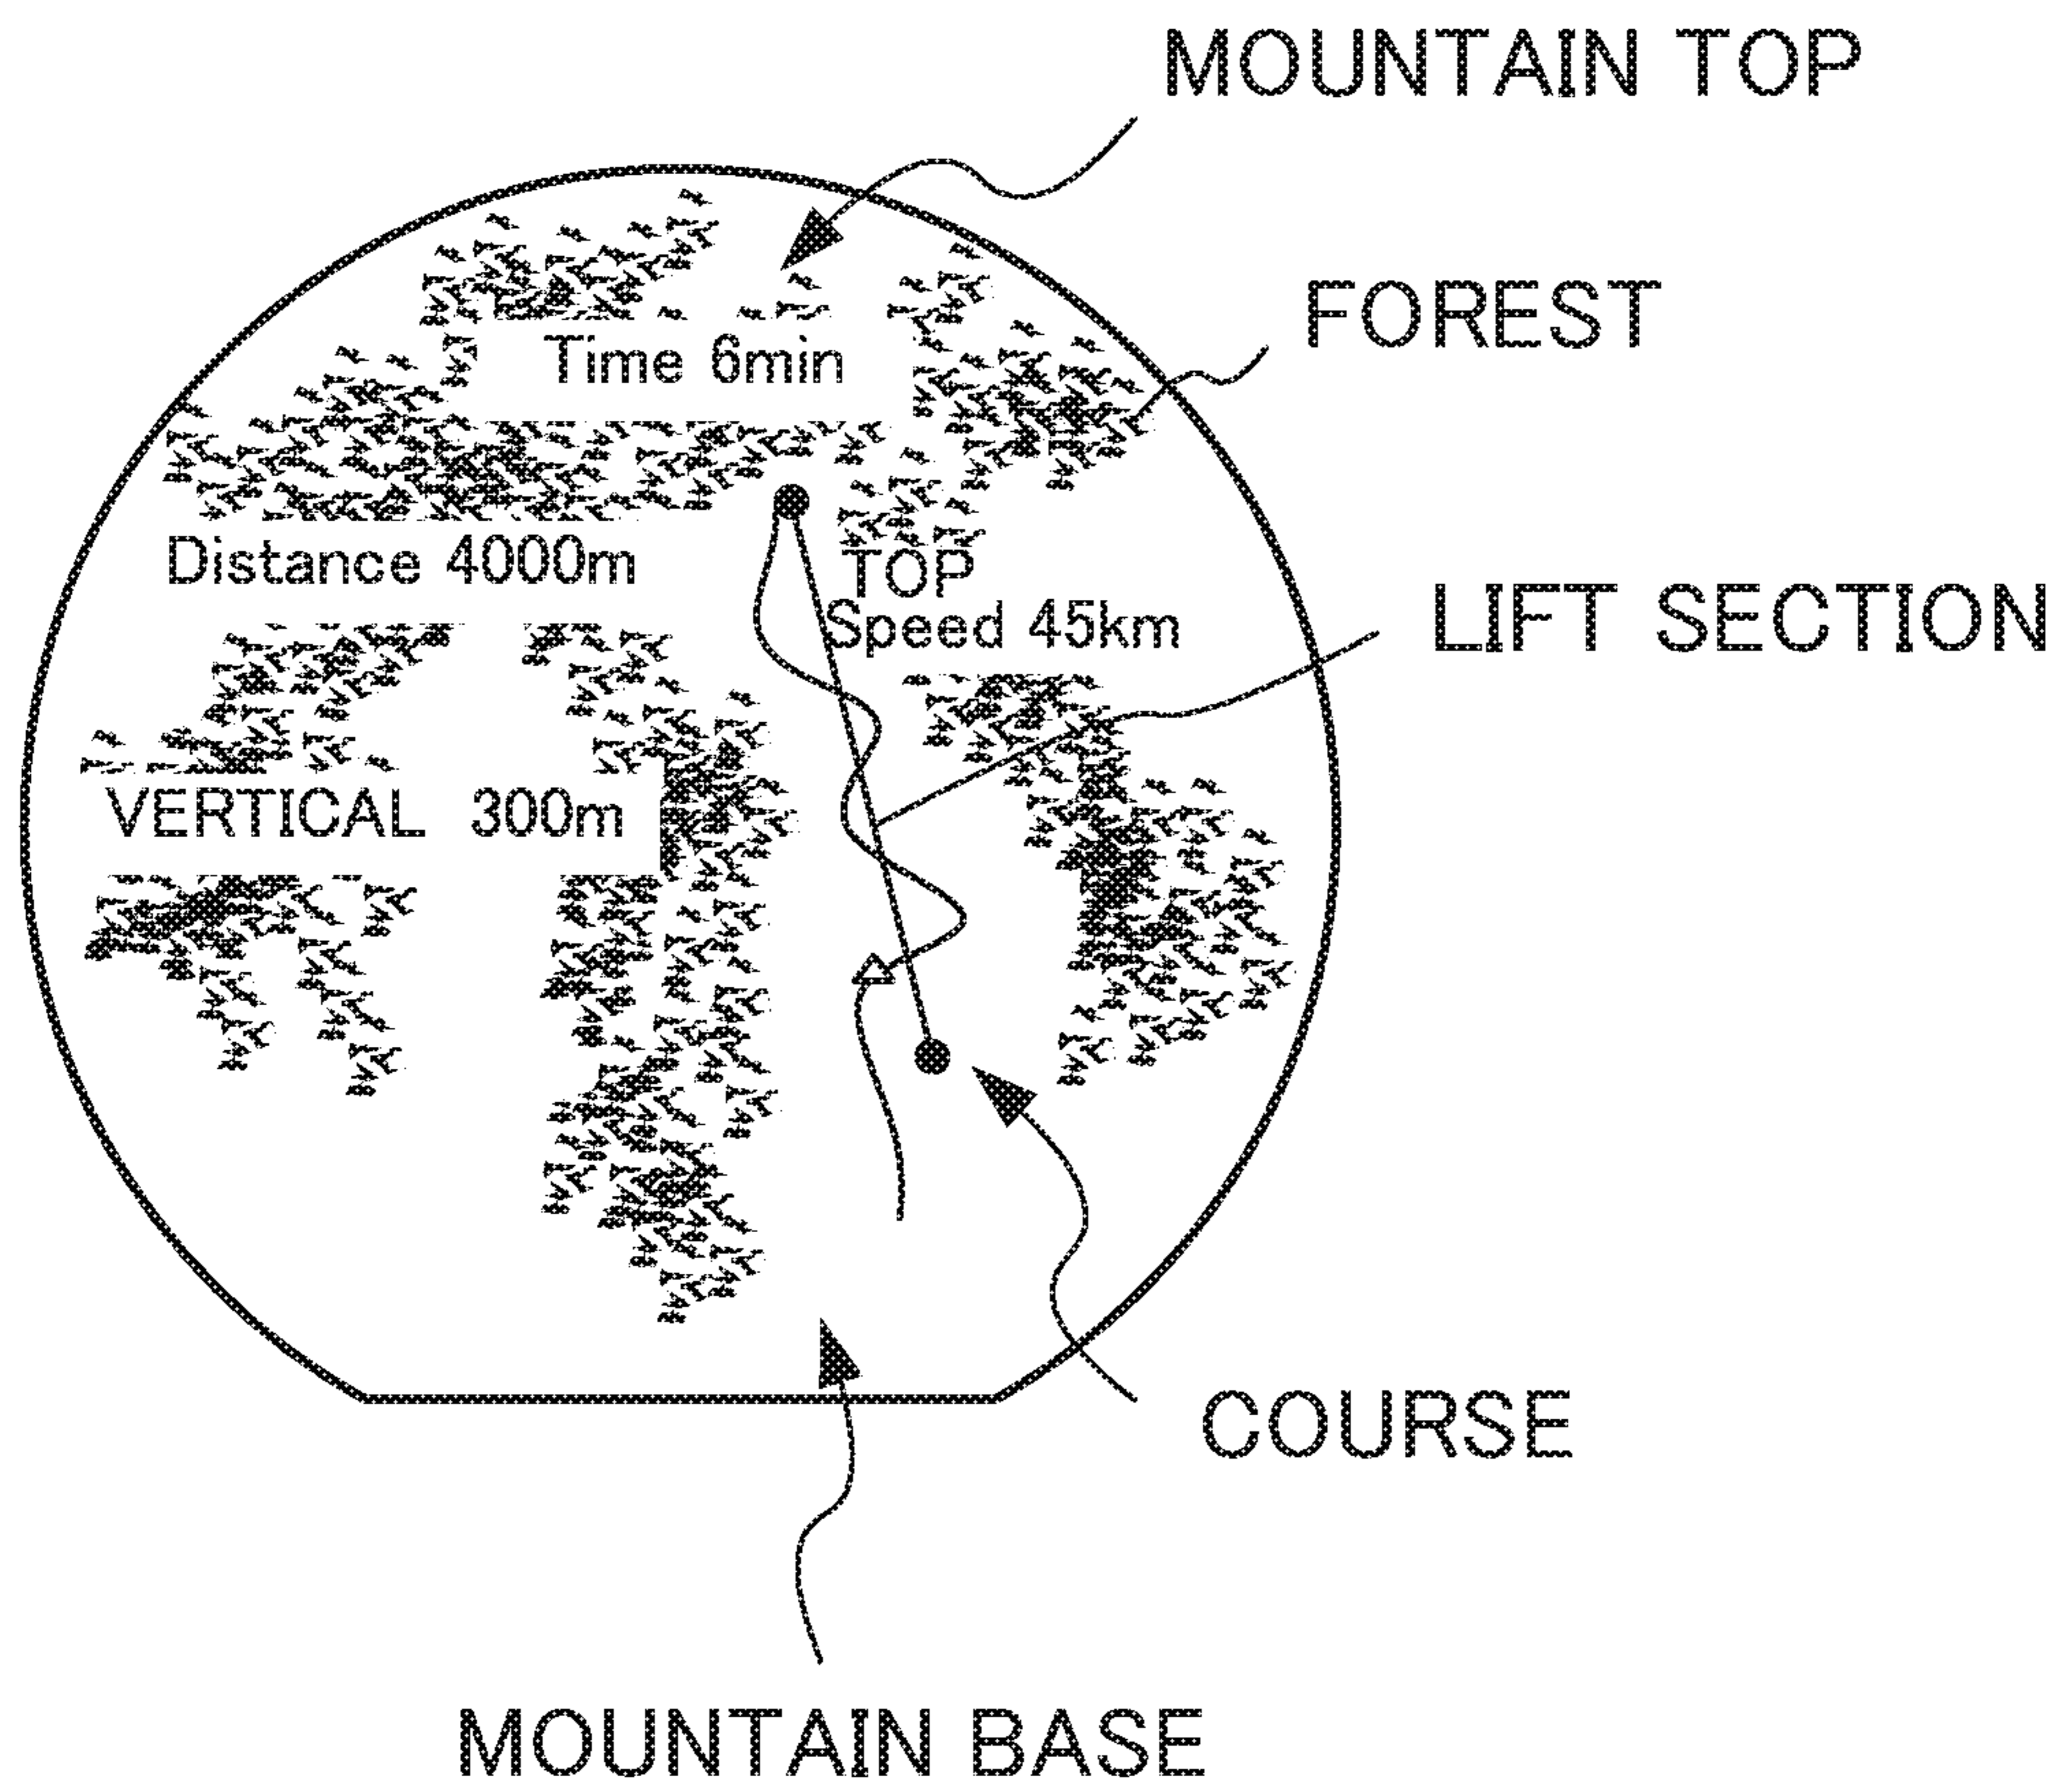 MOUNTAIN TOP
FOREST
Time 6min
Distance 4000m
TOP
Speed 45km
LIFT SECTION
VERTICAL 300m
COURSE
MOUNTAIN BASE